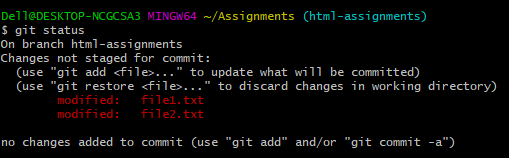 Dell@DESKTOP-NCGCSA3 MINGW64 ~/Assignments (html-assignments)
$ git status
On branch html-assignments
Changes not staged for commit:
  (use "git add <file>..." to update what will be committed)
  (use "git restore <file>..." to discard changes in working directory)
        modified:   file1.txt
        modified:   file2.txt

no changes added to commit (use "git add" and/or "git commit -a")